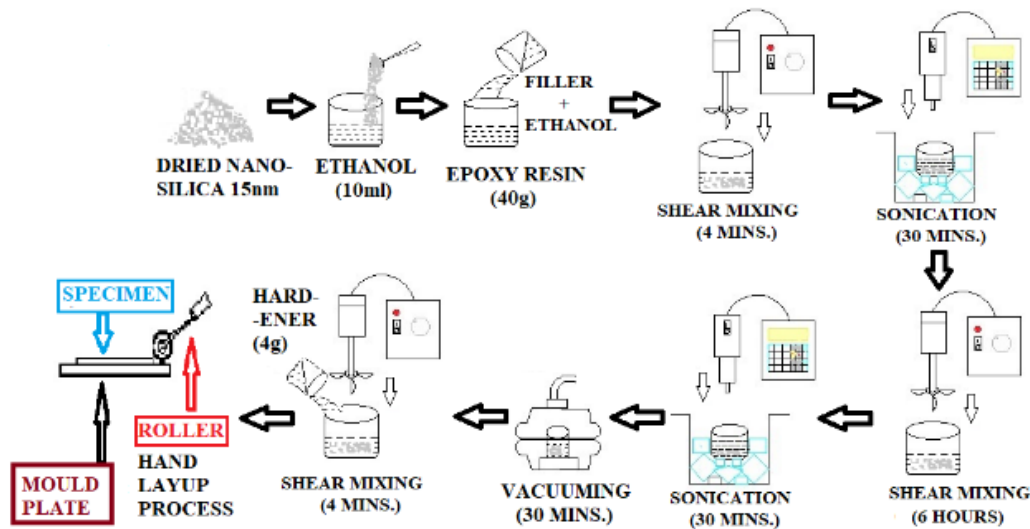 DRIED NANO-
SILICA 15nm
ETHANOL
(10ml)
FILLER
+
ETHANOL
EPOXY RESIN
(40g)
SHEAR MIXING
(4 MINS.)
SONICATION
(30 MINS.)
SHEAR MIXING
(6 HOURS)
SONICATION
(30 MINS.)
VACUUMING
(30 MINS.)
HARD-
-ENER
(4g)
SHEAR MIXING
(4 MINS.)
SPECIMEN
ROLLER
HAND
LAYUP
PROCESS
MOULD
PLATE